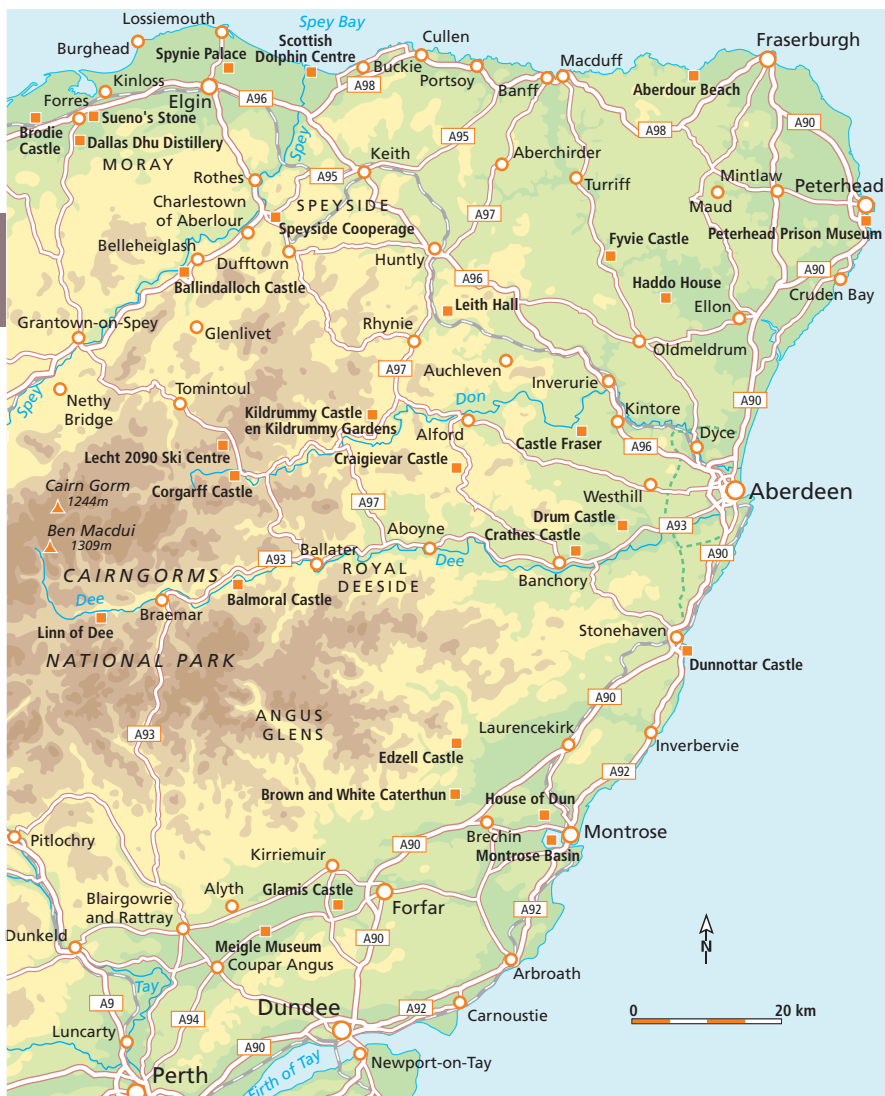 Lossiemouth
Spey Bay
Burghead
Spynie Palace
Scottish
Dolphin Centre
Cullen
Buckie
Portsoy
Macduff
Fraserburgh
Kinloss
A98
Banff
Aberdour Beach
Forres
Elgin
A96
Sueno's Stone
Brodie
Castle
Dallas Dhu Distillery
MORAY
Spey
A95
A98
A90
Keith
Aberchirder
Rothes
A95
Turriff
Mintlaw
Peterhead
Maud
Charlestown
of Aberlour
SPEYSIDE
A97
Speyside Cooperage
Peterhead Prison Museum
Belleheiglash
Dufftown
Huntly
Fyvie Castle
Ballindalloch Castle
A96
A90
Haddo House
Cruden Bay
Leith Hall
Ellon
Grantown-on-Spey
Glenlivet
Rhynie
Oldmeldrum
A97
Auchleven
Inverurie
Spey
Nethy
Bridge
Tomintoul
Don
A90
Kildrummy Castle
en Kildrummy Gardens
Kintore
Alford
Castle Fraser
A96
Dyce
Lecht 2090 Ski Centre
Craigievar Castle
Corgarff Castle
Cairn Gorm
1244m
Westhill
Aberdeen
A97
Drum Castle
A93
Ben Macdui
1309m
Aboyne
Crathes Castle
A90
A93
Ballater
Dee
CAIRNGORMS
ROYAL
DEESIDE
Banchory
Dee
Balmoral Castle
Braemar
Linn of Dee
Stonehaven
NATIONAL PARK
Dunnottar Castle
A90
ANGUS
GLENS
A93
Laurencekirk
Inverbervie
Edzell Castle
A92
Brown and White Caterthun
House of Dun
Pitlochry
A90
Brechin
Montrose
Montrose Basin
Kirriemuir
Blairgowrie
and Rattray
Alyth
Glamis Castle
Forfar
A92
Dunkeld
A90
Meigle Museum
Coupar Angus
N
Arbroath
Tay
A9
Dundee
A92
Carnoustie
0 20 km
A94
Luncarty
A90
Newport-on-Tay
Firth of Tay
Perth